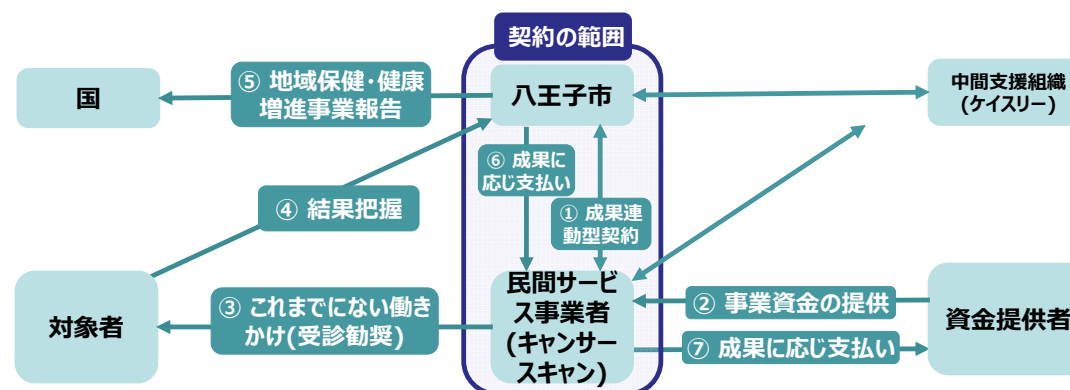 契約の範囲
国
⑤ 地域保健・健康
増進事業報告
八王子市
中間支援組織
(ケイスリー)
⑥ 成果に
応じ支払い
④ 結果把握
① 成果連
動型契約
対象者
③ これまでにない働き
かけ(受診勧奨)
民間サービ
ス事業者
(キャンサー
スキャン)
② 事業資金の提供
⑦ 成果に応じ支払い
資金提供者